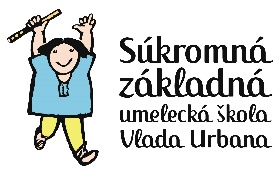 Súkromná
základná
umelecká škola
Vlada Urbana